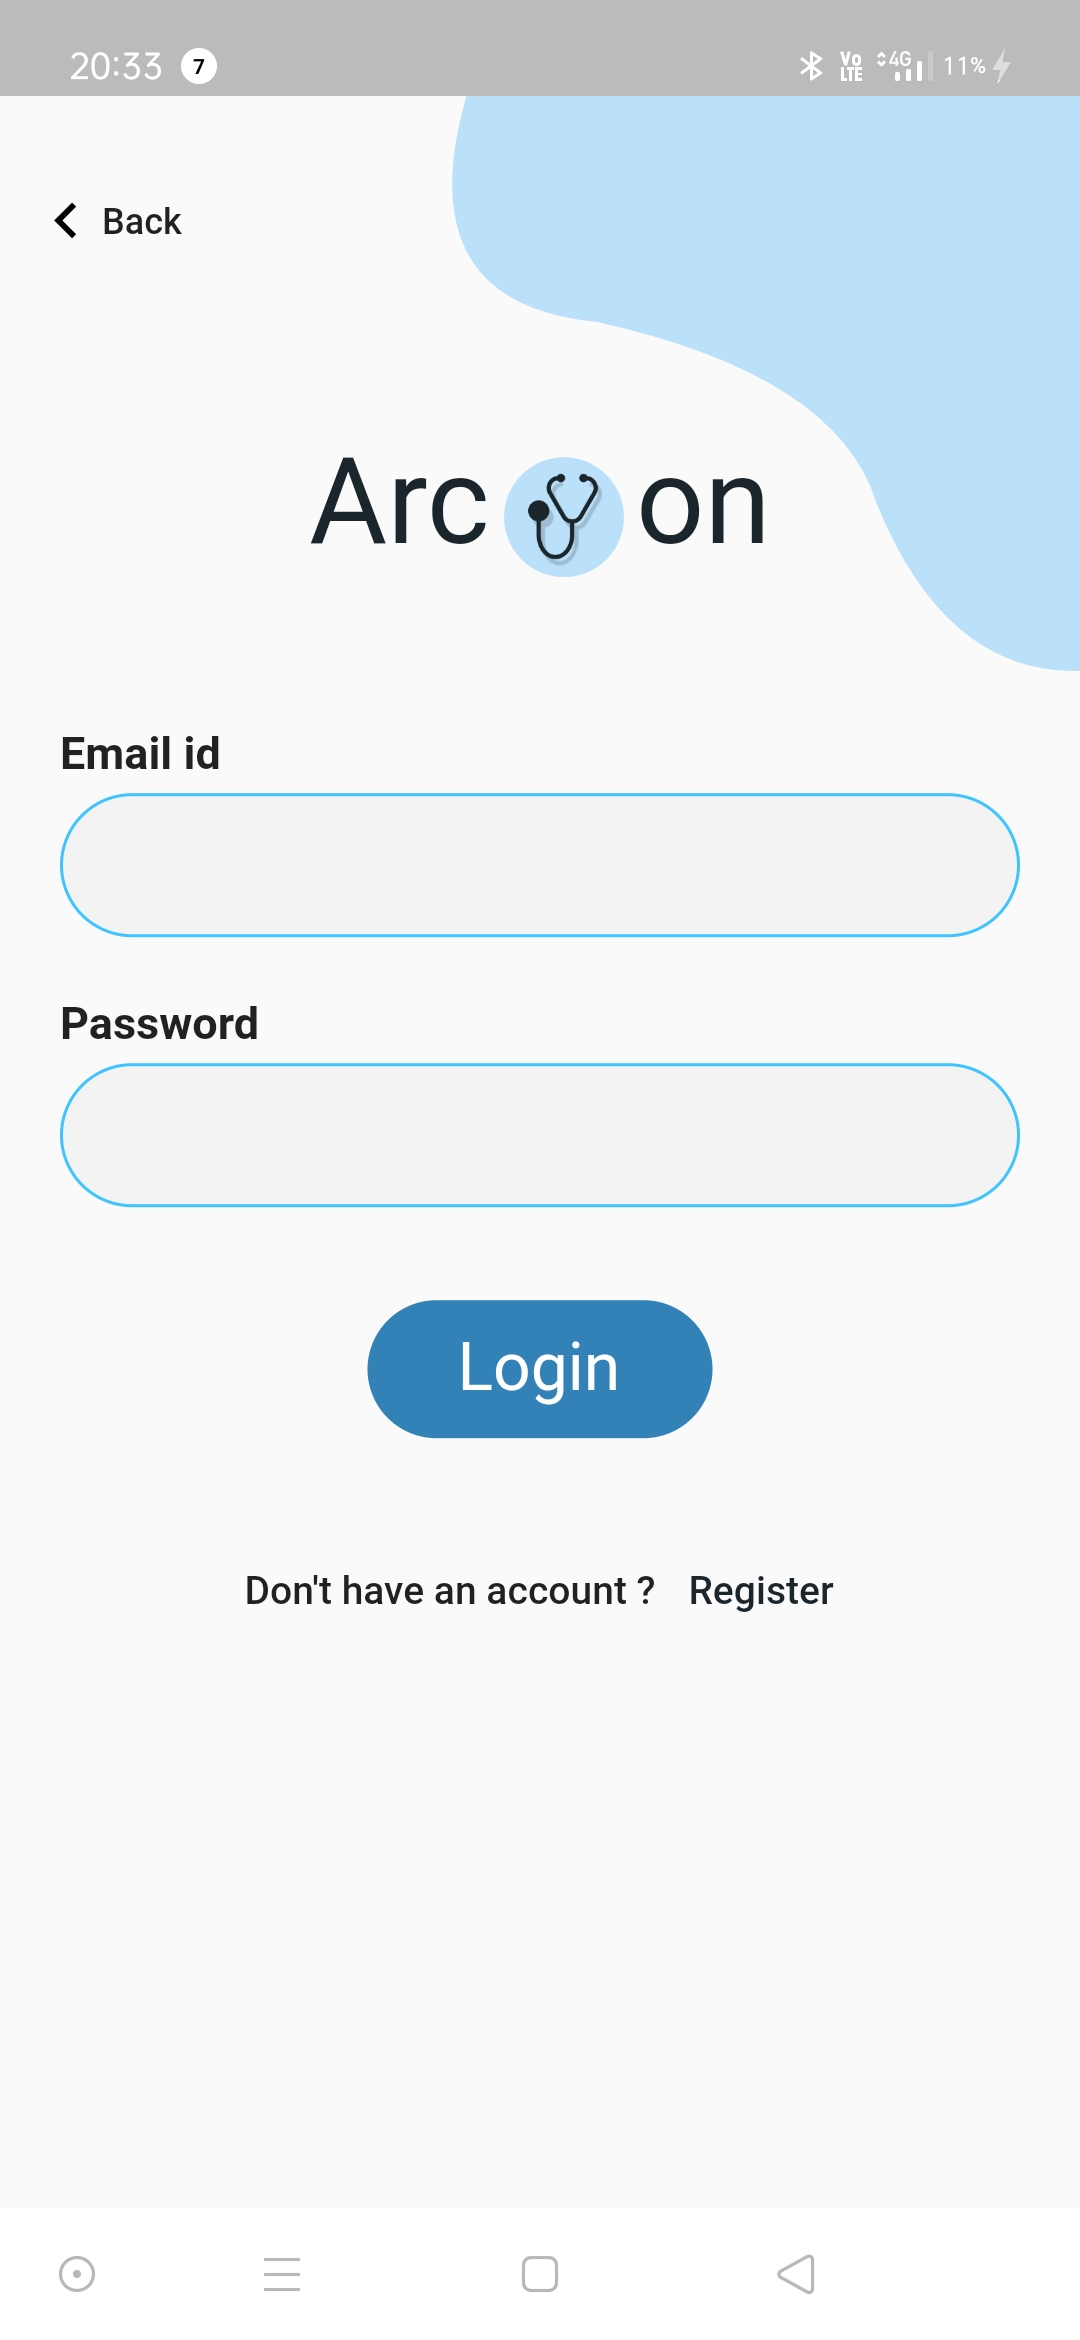 20:33 7 Vo LTE 4G 11%
Back
Arc on
Email id
Password
Login
Don't have an account ? Register